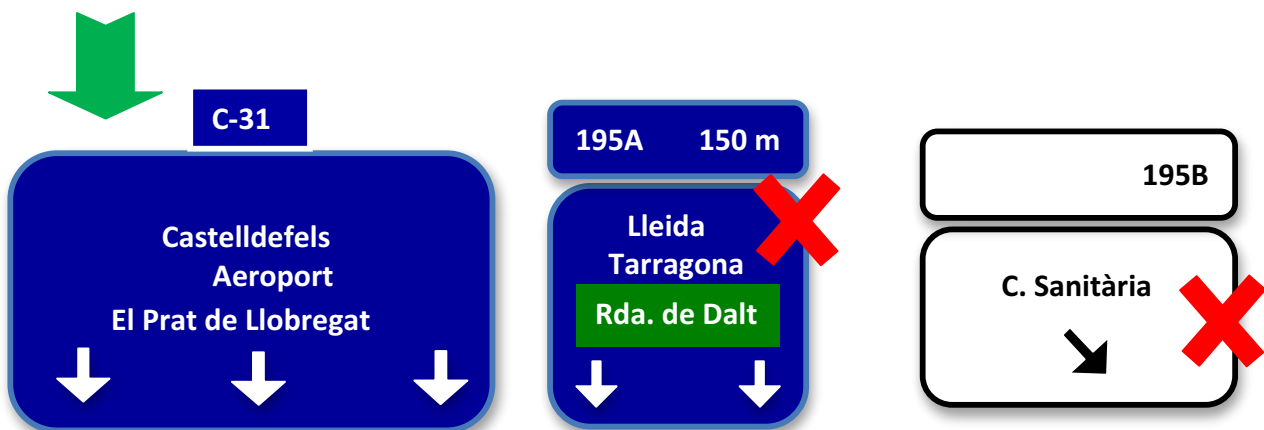 C-31
Castelldefels
Aeroport
El Prat de Llobregat
195A 150 m
Lleida
Tarragona
Rda. de Dalt
195B
C. Sanitària